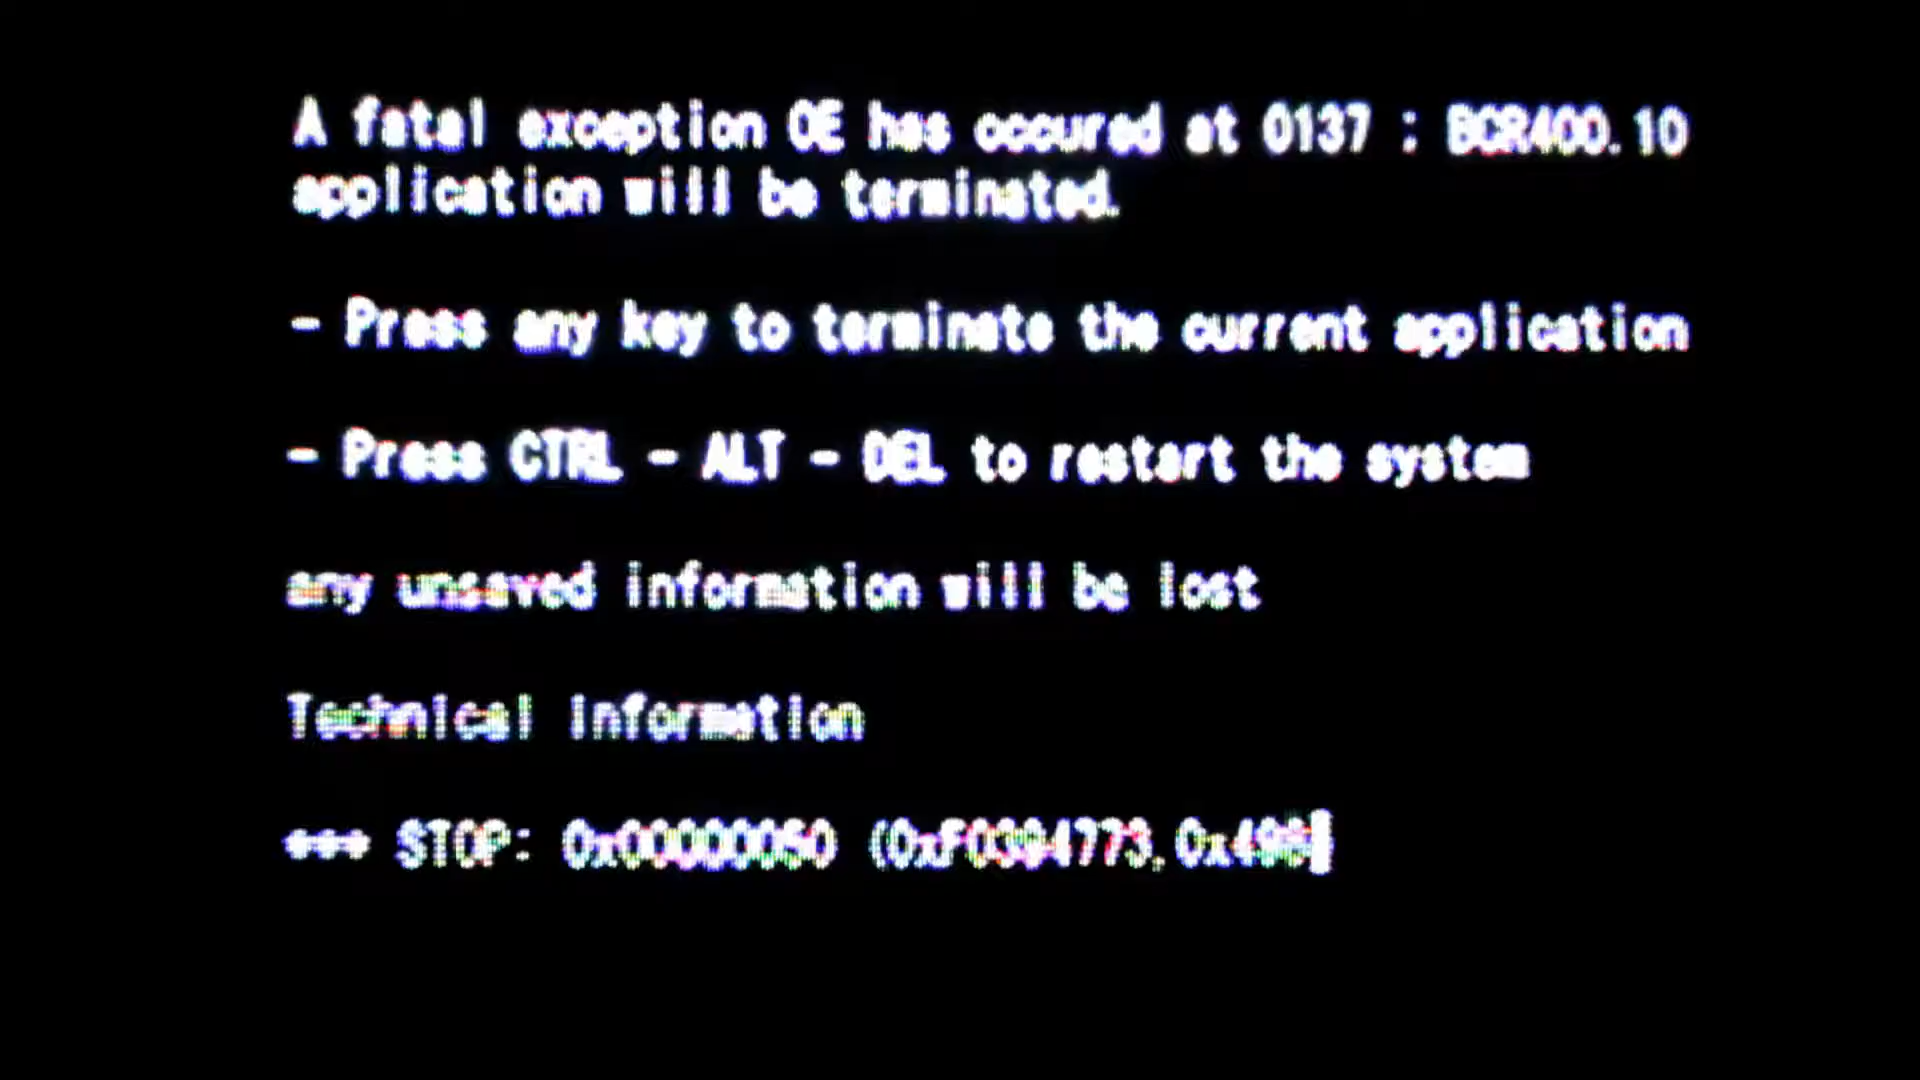 A fatal exception 0E has occured at 0137 : BCR400.10
application will be terminated.
- Press any key to terminate the current application
- Press CTRL - ALT - DEL to restart the system
any unsaved information will be lost
Technical information
*** STOP: 0x00000050 (0xF0394773,0x498